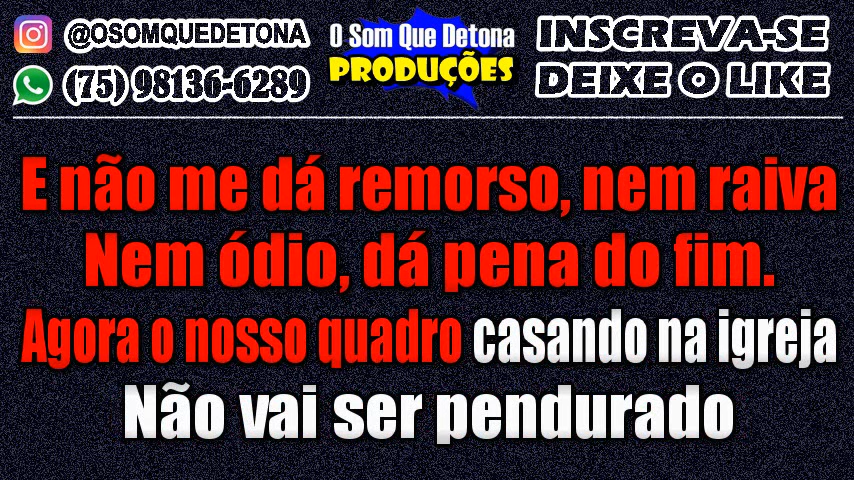 @OSOMQUEDETONA
(75) 98136-6289
O Som Que Detona
PRODUÇÕES
INSCREVA-SE
DEIXE O LIKE
E não me dá remorso, nem raiva
Nem ódio, dá pena do fim.
Agora o nosso quadro casando na igreja
Não vai ser pendurado